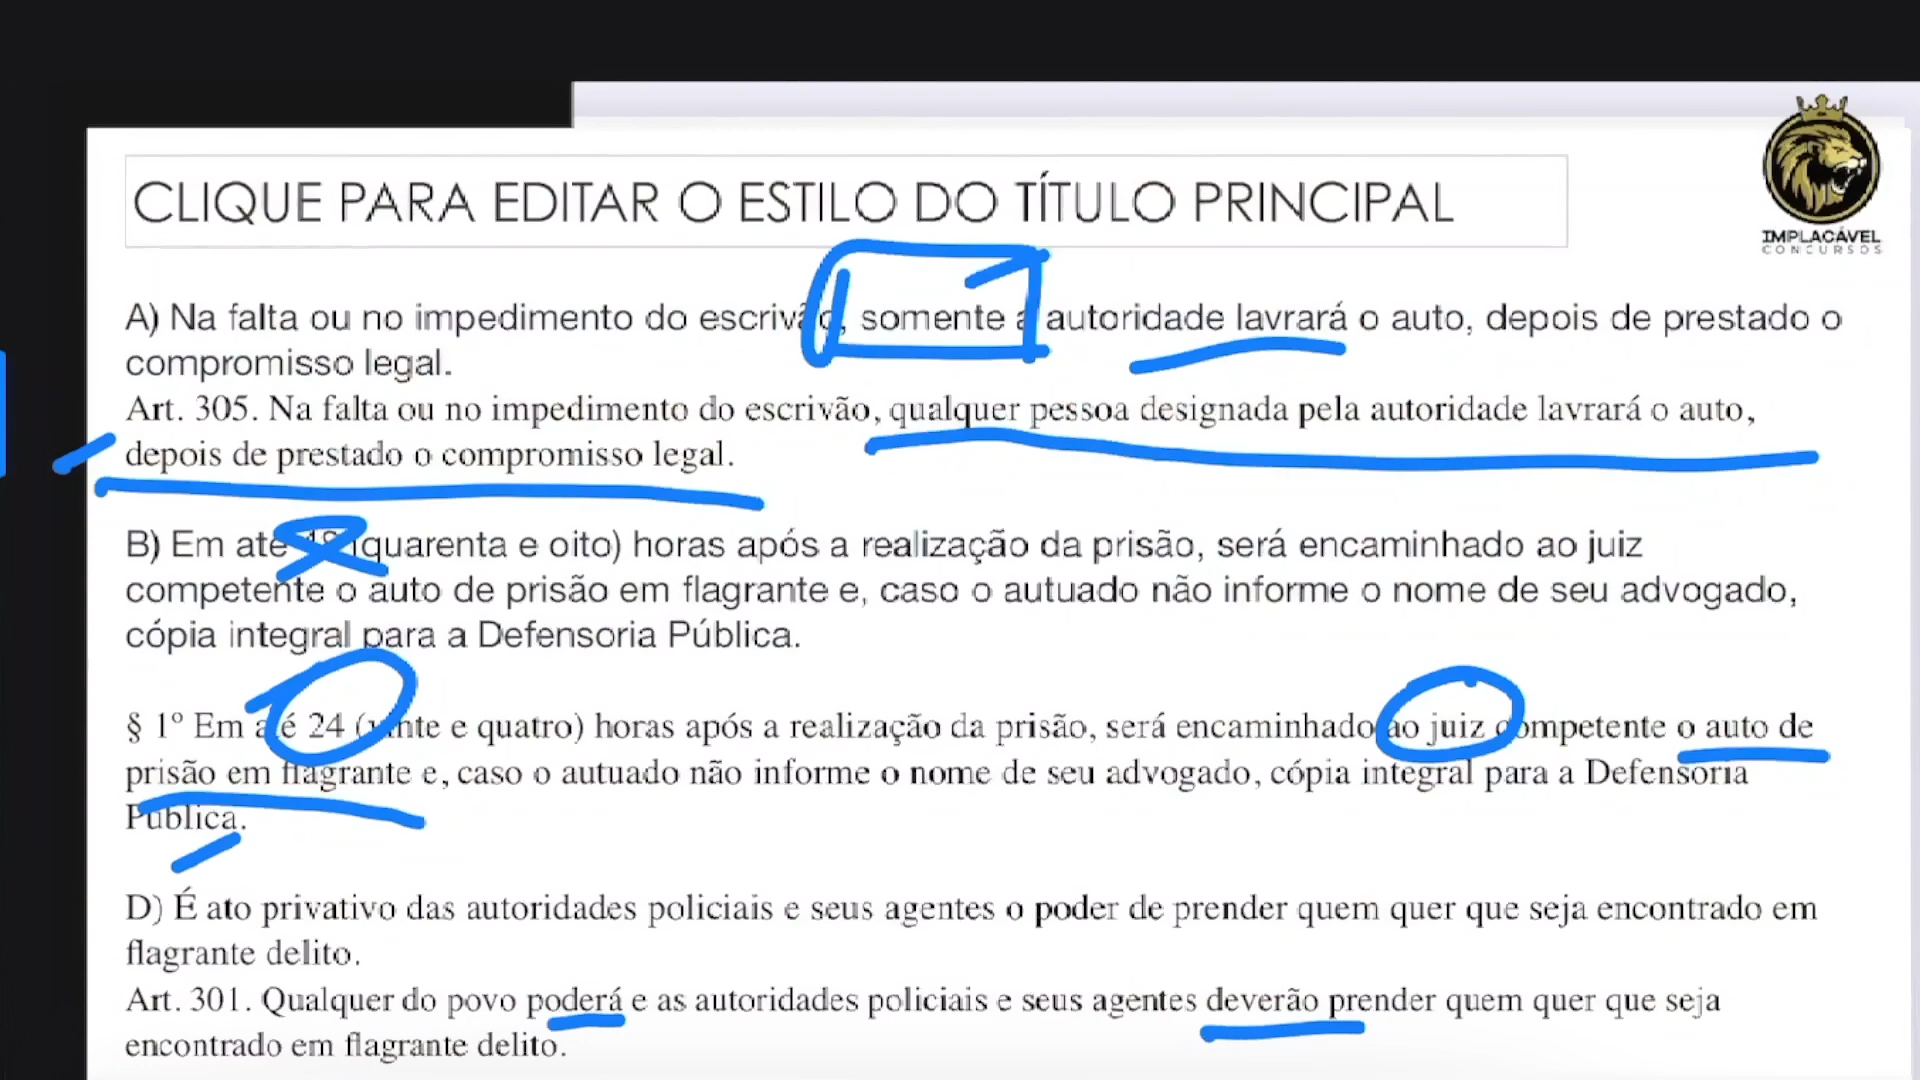 CLIQUE PARA EDITAR O ESTILO DO TÍTULO PRINCIPAL
IMPLACÁVEL
CONCURSOS
A) Na falta ou no impedimento do escrivão, somente a autoridade lavrará o auto, depois de prestado o
compromisso legal.
Art. 305. Na falta ou no impedimento do escrivão, qualquer pessoa designada pela autoridade lavrará o auto,
depois de prestado o compromisso legal.
B) Em até 48 (quarenta e oito) horas após a realização da prisão, será encaminhado ao juiz
competente o auto de prisão em flagrante e, caso o autuado não informe o nome de seu advogado,
cópia integral para a Defensoria Pública.
§ 1º Em até 24 (vinte e quatro) horas após a realização da prisão, será encaminhado ao juiz competente o auto de
prisão em flagrante e, caso o autuado não informe o nome de seu advogado, cópia integral para a Defensoria
Pública.
D) É ato privativo das autoridades policiais e seus agentes o poder de prender quem quer que seja encontrado em
flagrante delito.
Art. 301. Qualquer do povo poderá e as autoridades policiais e seus agentes deverão prender quem quer que seja
encontrado em flagrante delito.